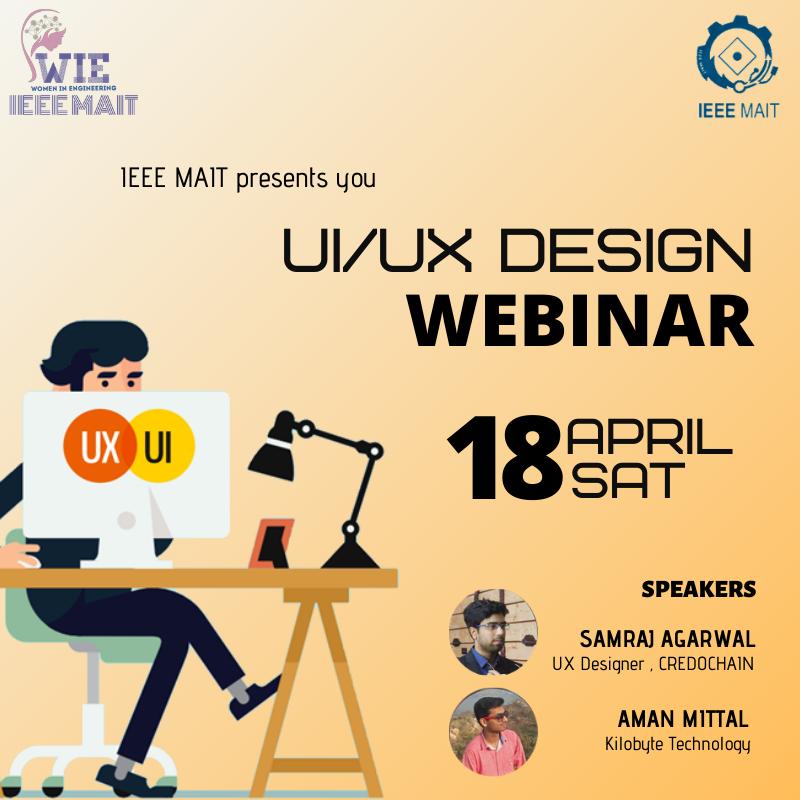 WIE
WOMEN IN ENGINEERING
IEEE MAIT
IEEE MAIT
IEEE MAIT presents you
UI/UX DESIGN
WEBINAR
UX UI
18 APRIL
SAT
SPEAKERS
SAMRAJ AGARWAL
UX Designer , CREDOCHAIN
AMAN MITTAL
Kilobyte Technology